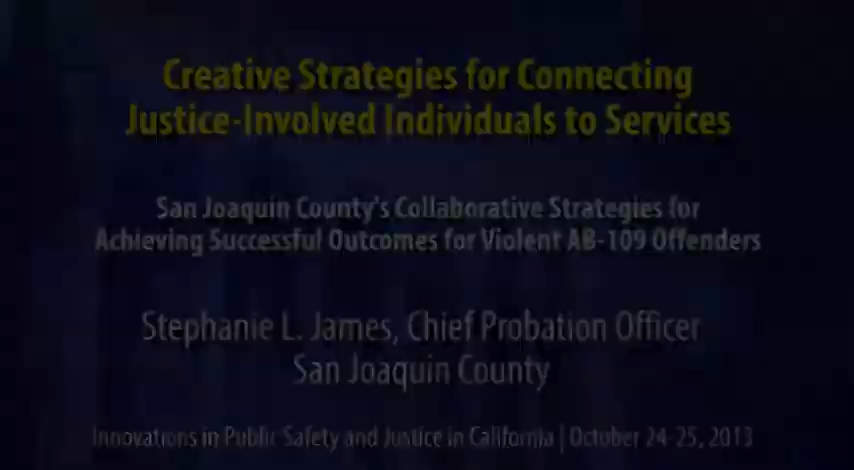 Creative Strategies for Connecting
Justice-Involved Individuals to Services
San Joaquin County's Collaborative Strategies for
Achieving Successful Outcomes for Violent AB-109 Offenders
Stephanie L. James, Chief Probation Officer
San Joaquin County
Innovations in Public Safety and Justice in California | October 24-25, 2013